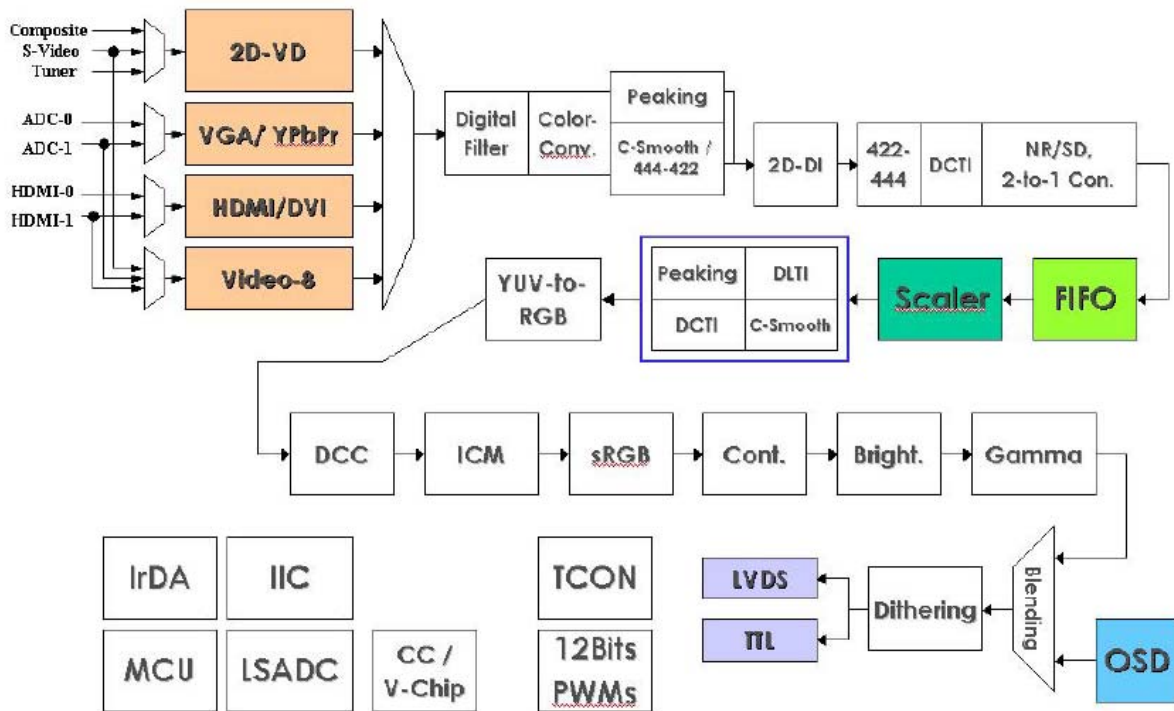 Composite
S-Video
Tuner
2D-VD
ADC-0
ADC-1
VGA/ YPbPr
HDMI-0
HDMI-1
HDMI/DVI
Video-8
Digital
Filter
Color-
Conv.
Peaking
C-Smooth /
444-422
2D-DI
422-
444
DCTI
NR/SD,
2-to-1 Con.
YUV-to-
RGB
Peaking
DLTI
DCTI
C-Smooth
Scaler
FIFO
DCC
ICM
sRGB
Cont.
Bright.
Gamma
IrDA
IIC
TCON
LVDS
TTL
Dithering
Blending
OSD
MCU
LSADC
CC /
V-Chip
12Bits
PWMs